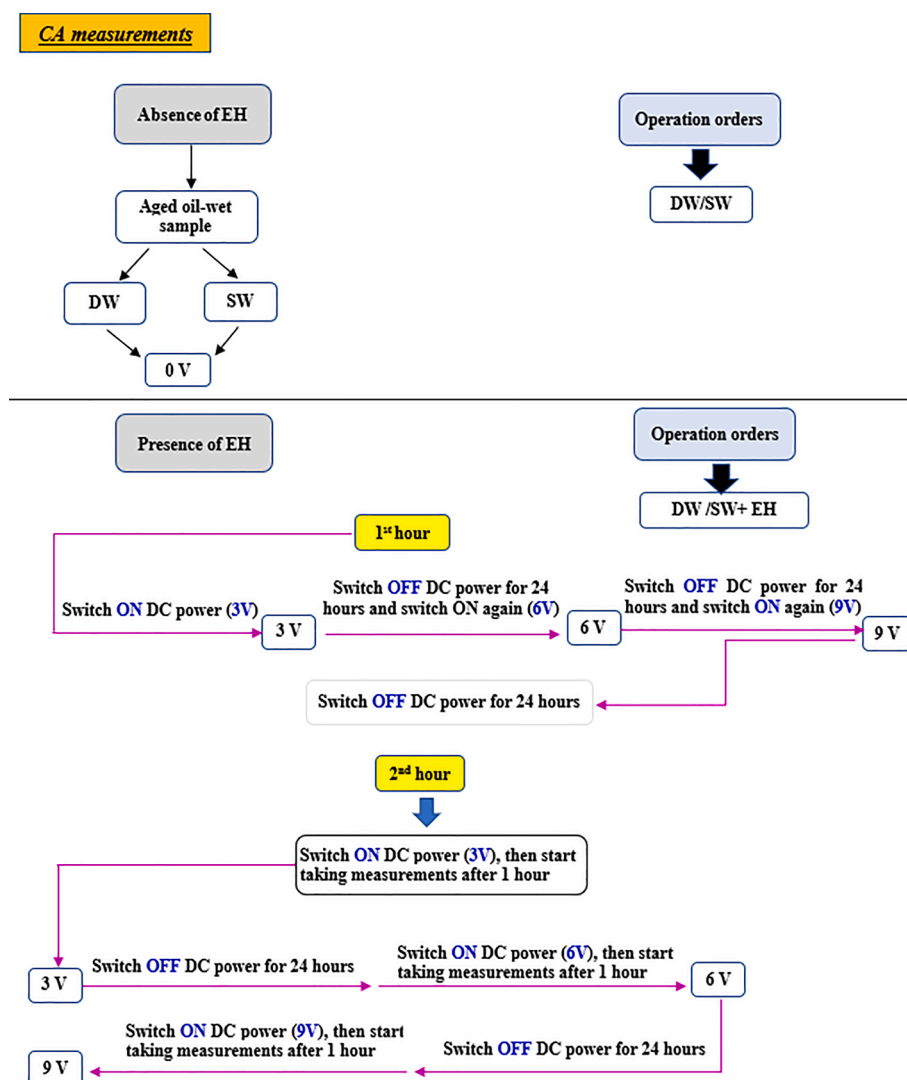 CA measurements
Absence of EH
Operation orders
Aged oil-wet
sample
DW/SW
DW
SW
0 V
Presence of EH
Operation orders
DW /SW+ EH
1st hour
Switch ON DC power (3V)
Switch OFF DC power for 24
hours and switch ON again (6V)
Switch OFF DC power for 24
hours and switch ON again (9V)
3 V
6 V
9 V
Switch OFF DC power for 24 hours
2nd hour
Switch ON DC power (3V), then start
taking measurements after 1 hour
3 V
Switch OFF DC power for 24 hours
Switch ON DC power (6V), then start
taking measurements after 1 hour
6 V
Switch ON DC power (9V), then start
taking measurements after 1 hour
Switch OFF DC power for 24 hours
9 V